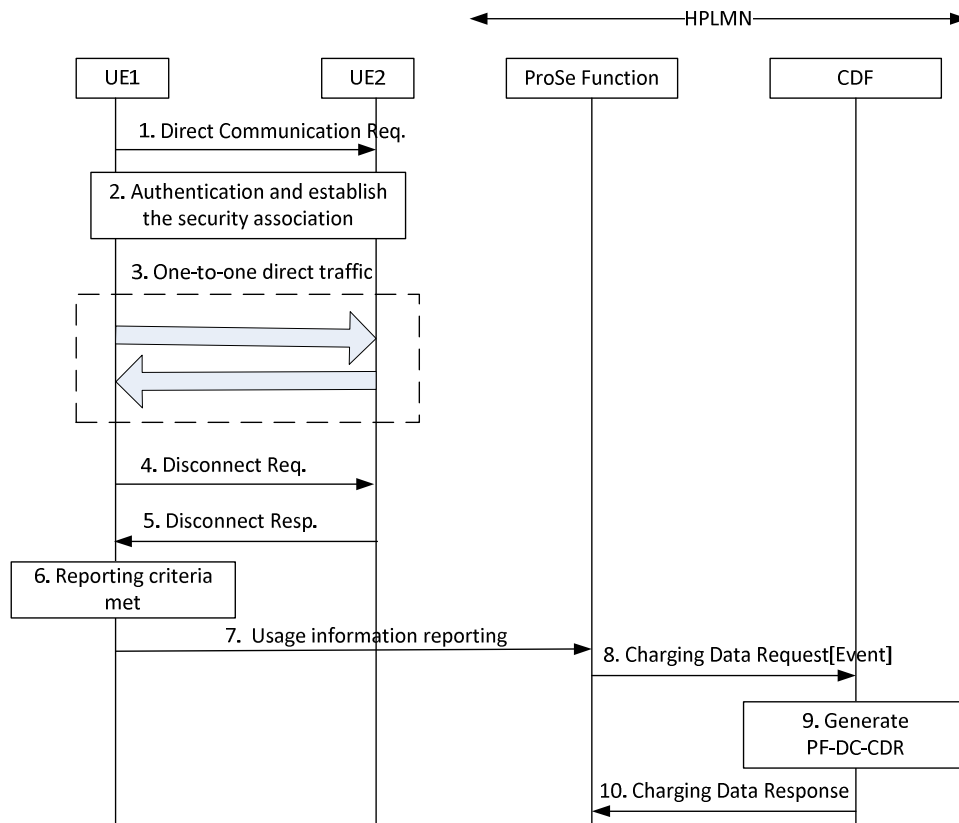 HPLMN
UE1
UE2
ProSe Function
CDF
1. Direct Communication Req.
2. Authentication and establish
the security association
3. One-to-one direct traffic
4. Disconnect Req.
5. Disconnect Resp.
6. Reporting criteria
met
7. Usage information reporting
8. Charging Data Request[Event]
9. Generate
PF-DC-CDR
10. Charging Data Response